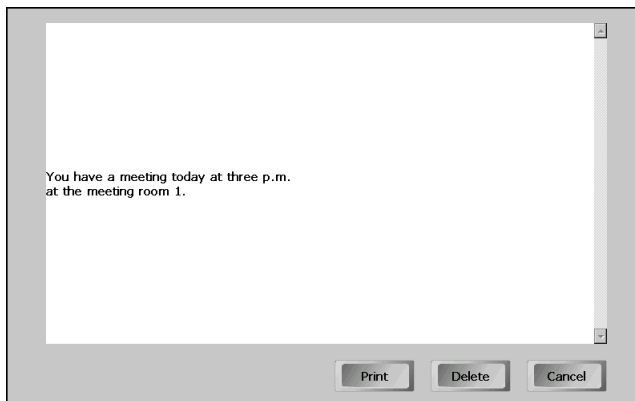 You have a meeting today at three p.m.
at the meeting room 1.
Print
Delete
Cancel